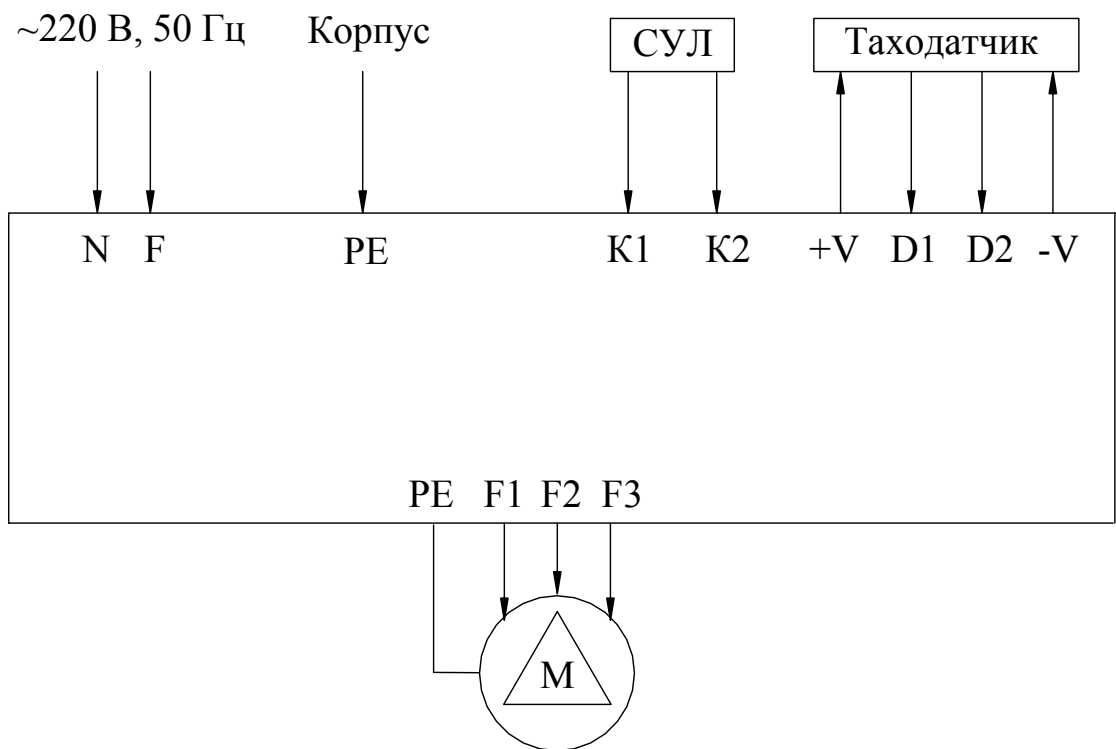 ~220 В, 50 Гц Корпус СУЛ Таходатчик
N F PE К1 К2 +V D1 D2 -V
PE F1 F2 F3
М